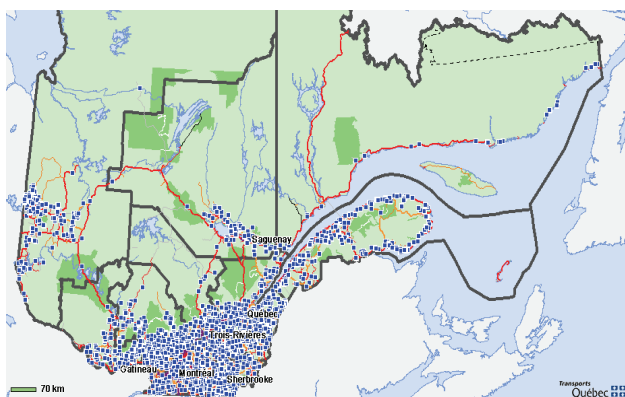 Saguenay
Québec
Trois-Rivières
Gatineau
Montréal
Sherbrooke
70 km
Transports
Québec